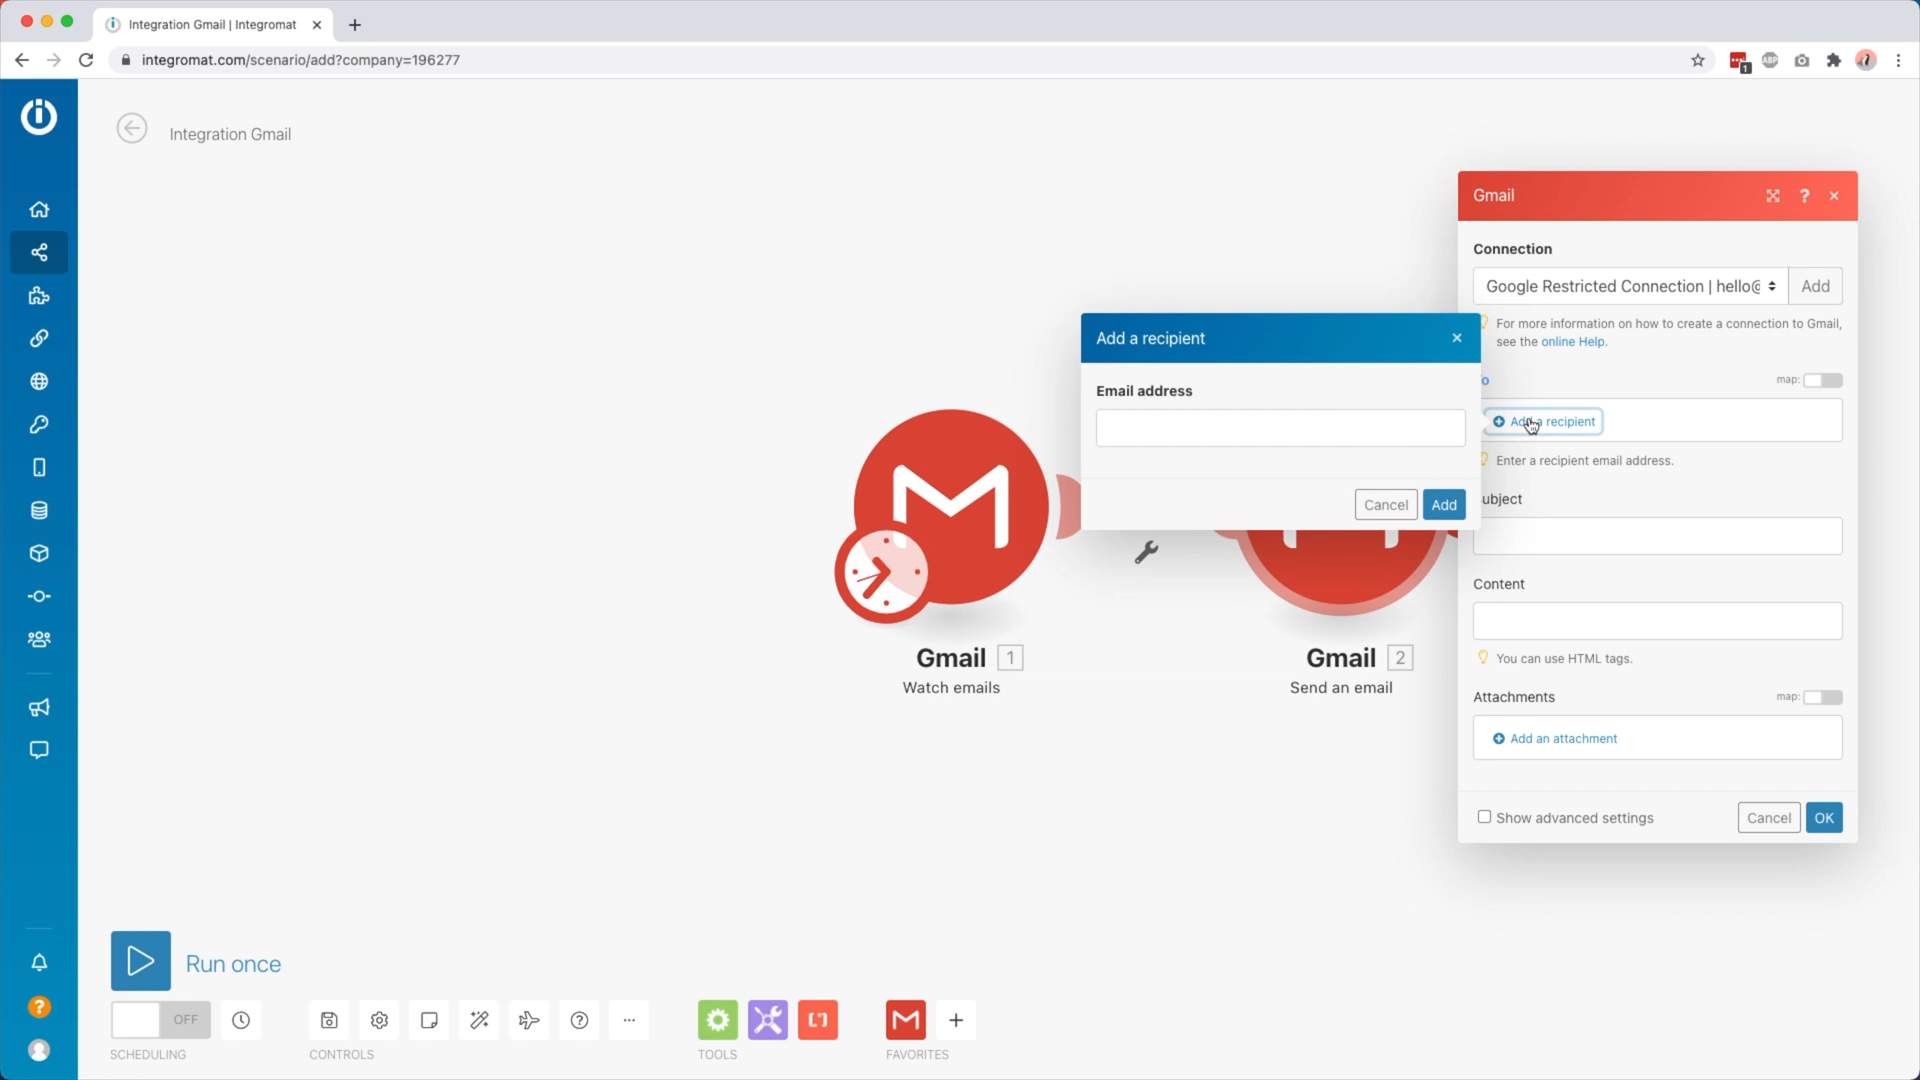 Integration Gmail | Integromat
integromat.com/scenario/add?company=196277
1
ABP
Integration Gmail
Gmail
?
Connection
Google Restricted Connection | hello@
Add
For more information on how to create a connection to Gmail,
see the online Help.
map:
Add a recipient
Enter a recipient email address.
Subject
Content
You can use HTML tags.
Attachments
map:
Add an attachment
Show advanced settings
Cancel
OK
Add a recipient
Email address
Cancel
Add
Gmail 1
Watch emails
Gmail 2
Send an email
Run once
OFF
SCHEDULING
CONTROLS
TOOLS
FAVORITES